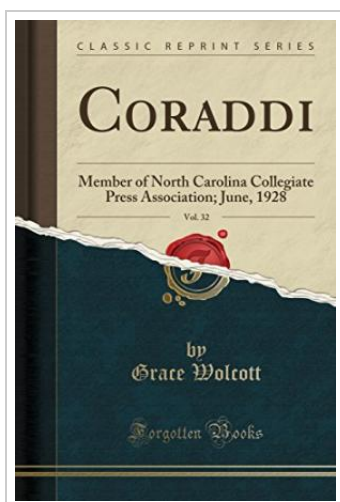 CLASSIC REPRINT SERIES
CORADDI
Member of North Carolina Collegiate
Press Association; June, 1928
Vol. 32
F
by
Grace Wolcott
Forgotten Books